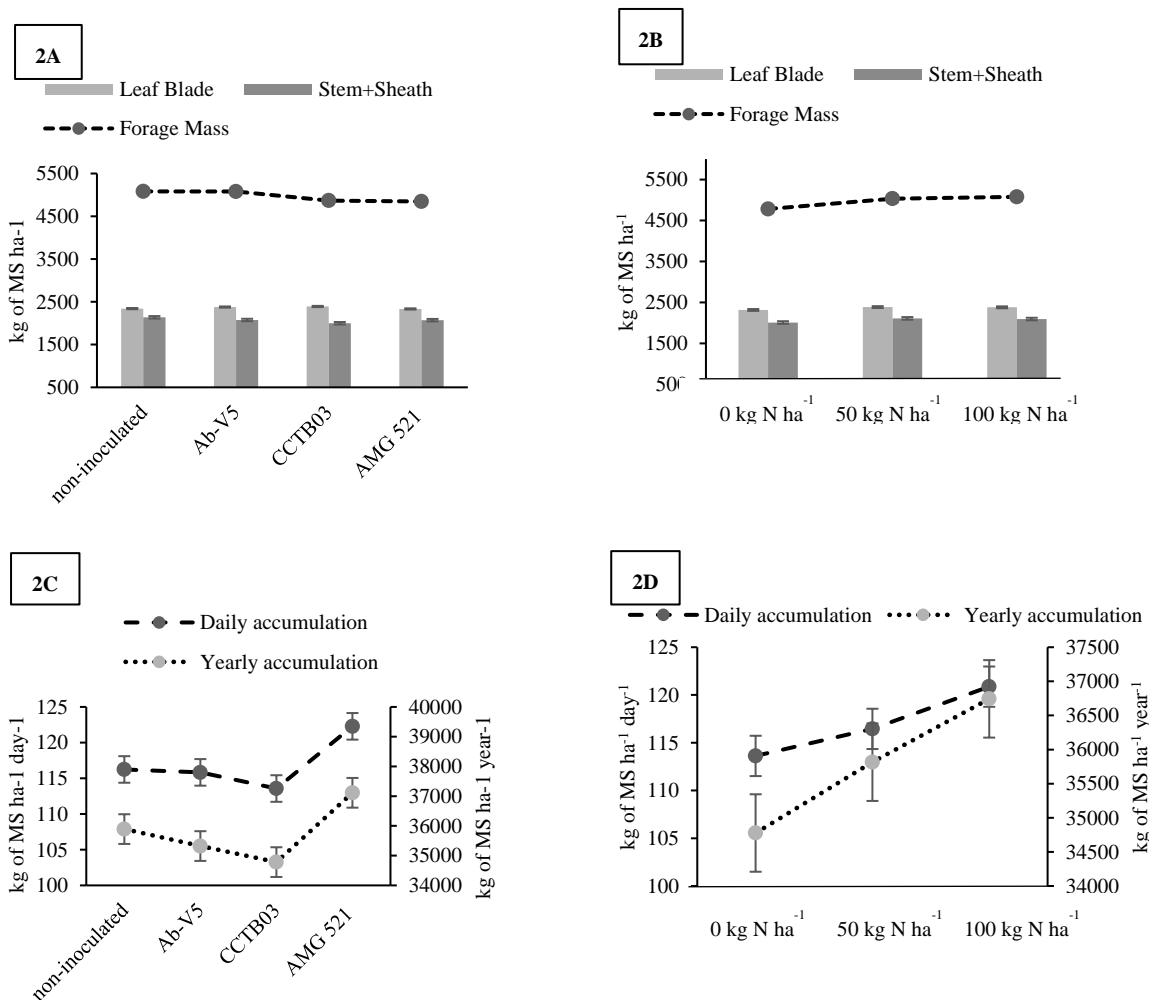 2A
Leaf Blade
Stem+Sheath
Forage Mass
kg of MS ha-1
5500
4500
3500
2500
1500
500
non-inoculated
Ab-V5
CCTB03
AMG 521
2B
Leaf Blade
Stem+Sheath
Forage Mass
kg of MS ha⁻¹
5500
4500
3500
2500
1500
0 kg N ha⁻¹
50 kg N ha⁻¹
100 kg N ha⁻¹
2C
Daily accumulation
Yearly accumulation
kg of MS ha-1 day-1
125
120
115
110
105
100
40000
39000
38000
37000
36000
35000
34000
kg of MS ha-1 year-1
non-inoculated
Ab-V5
CCTB03
AMG 521
2D
Daily accumulation
Yearly accumulation
kg of MS ha⁻¹ day⁻¹
125
120
115
110
105
100
37500
37000
36500
36000
35500
35000
34500
34000
kg of MS ha⁻¹ year⁻¹
0 kg N ha⁻¹
50 kg N ha⁻¹
100 kg N ha⁻¹